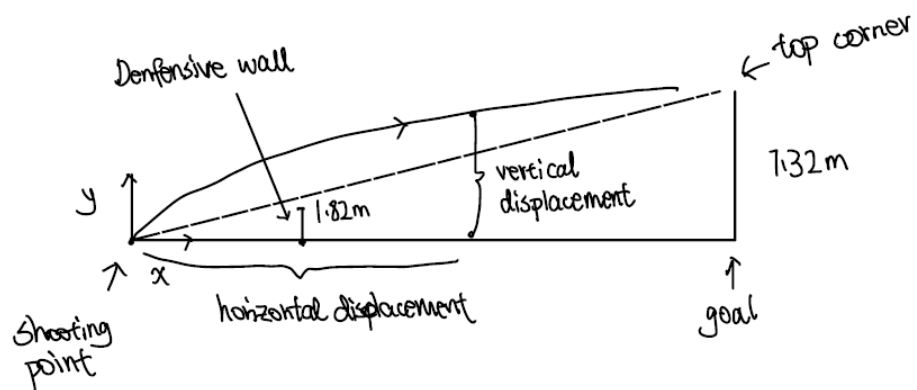 top corner
Denfensive wall
7.32m
y
1.82m
vertical
displacement
x
horizontal displacement
goal
Shooting
point